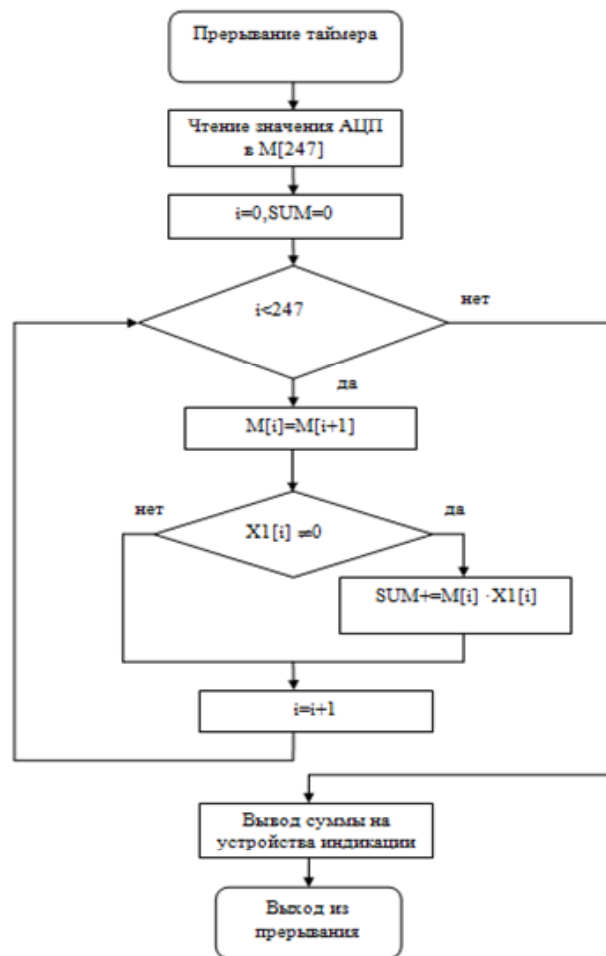 Прерывание таймера
Чтение значения АЦП
в M[247]
i=0,SUM=0
i<247
нет
да
M[i]=M[i+1]
нет
X1[i] ≠0
да
SUM+=M[i] ·X1[i]
i=i+1
Вывод суммы на
устройства индикации
Выход из
прерывания